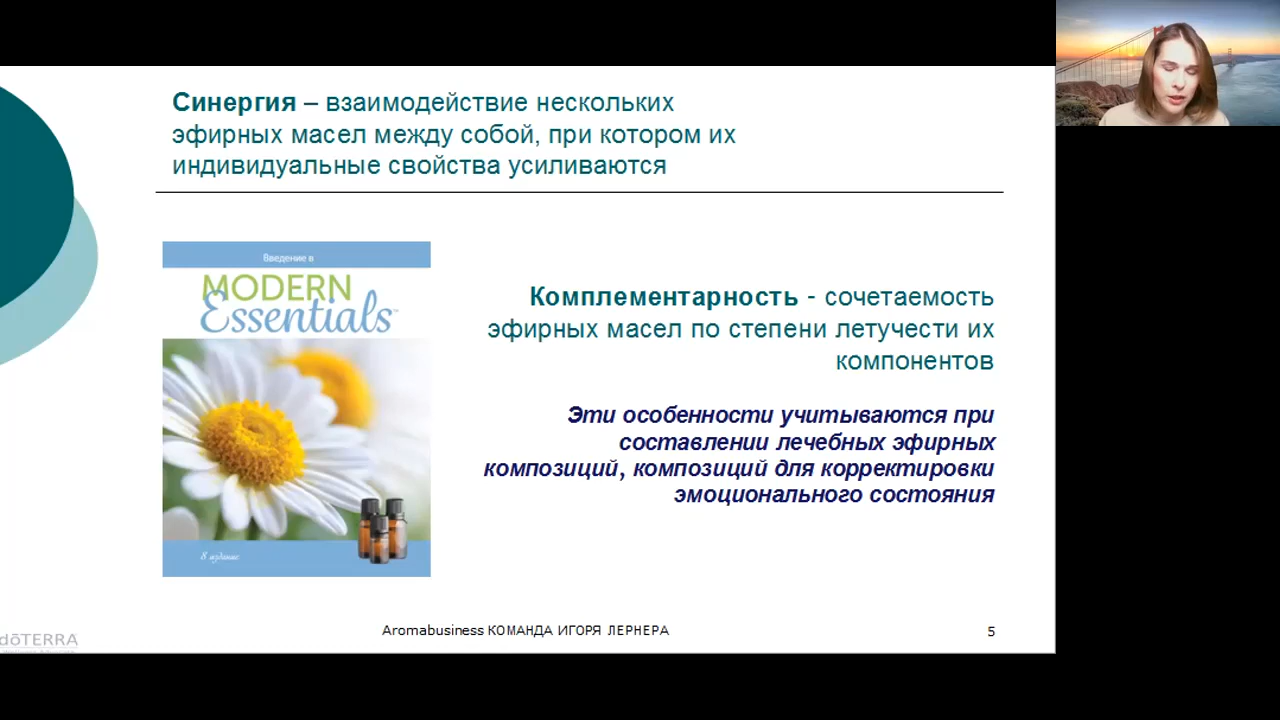 Синергия – взаимодействие нескольких
эфирных масел между собой, при котором их
индивидуальные свойства усиливаются
Введение в
MODERN
Essentials™
8 издание
Комплементарность - сочетаемость
эфирных масел по степени летучести их
компонентов
Эти особенности учитываются при
составлении лечебных эфирных
композиций, композиций для корректировки
эмоционального состояния
dōTERRA
Aromabusiness КОМАНДА ИГОРЯ ЛЕРНЕРА
5